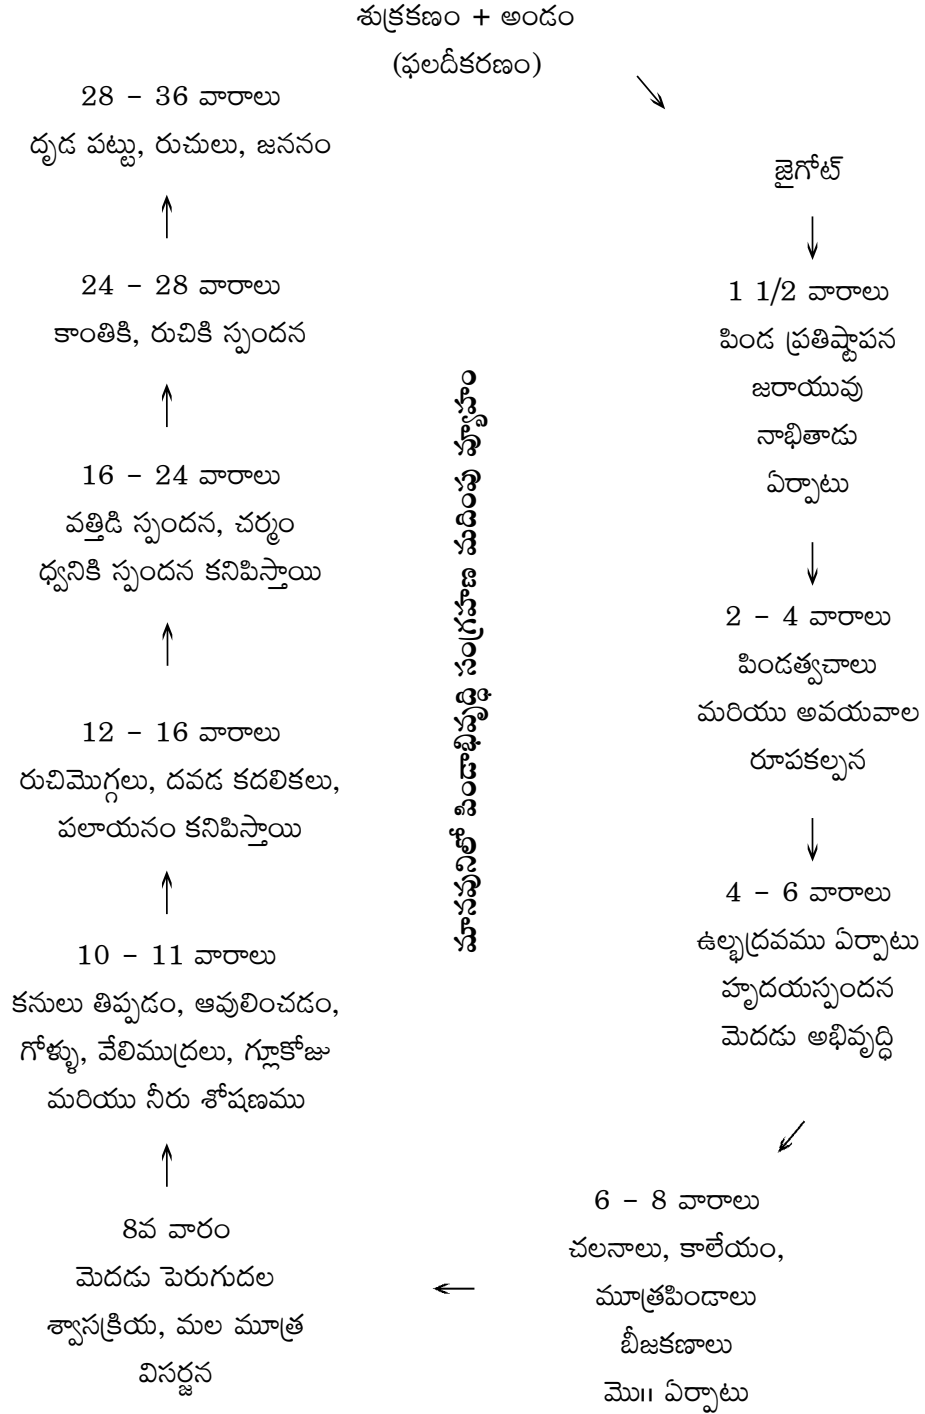 శుక్రకణం + అండం
(ఫలదీకరణం)
జైగోట్
1 1/2 వారాలు
పిండ ప్రతిష్టాపన
జరాయువు
నాభితాడు
ఏర్పాటు
2 - 4 వారాలు
పిండత్వచాలు
మరియు అవయవాల
రూపకల్పన
4 - 6 వారాలు
ఉల్బద్రవము ఏర్పాటు
హృదయస్పందన
మెదడు అభివృద్ధి
6 - 8 వారాలు
చలనాలు, కాలేయం,
మూత్రపిండాలు
బీజకణాలు
మొ॥ ఏర్పాటు
8వ వారం
మెదడు పెరుగుదల
శ్వాసక్రియ, మల మూత్ర
విసర్జన
10 - 11 వారాలు
కనులు తిప్పడం, ఆవులించడం,
గోళ్ళు, వేలిముద్రలు, గ్లూకోజు
మరియు నీరు శోషణము
12 - 16 వారాలు
రుచిమొగ్గలు, దవడ కదలికలు,
పలాయనం కనిపిస్తాయి
16 - 24 వారాలు
వత్తిడి స్పందన, చర్మం
ధ్వనికి స్పందన కనిపిస్తాయి
24 - 28 వారాలు
కాంతికి, రుచికి స్పందన
28 - 36 వారాలు
దృడ పట్టు, రుచులు, జననం
మానవునిలో పిండాభివృద్ధి సంగ్రహణ మదింపు వ్యూహం